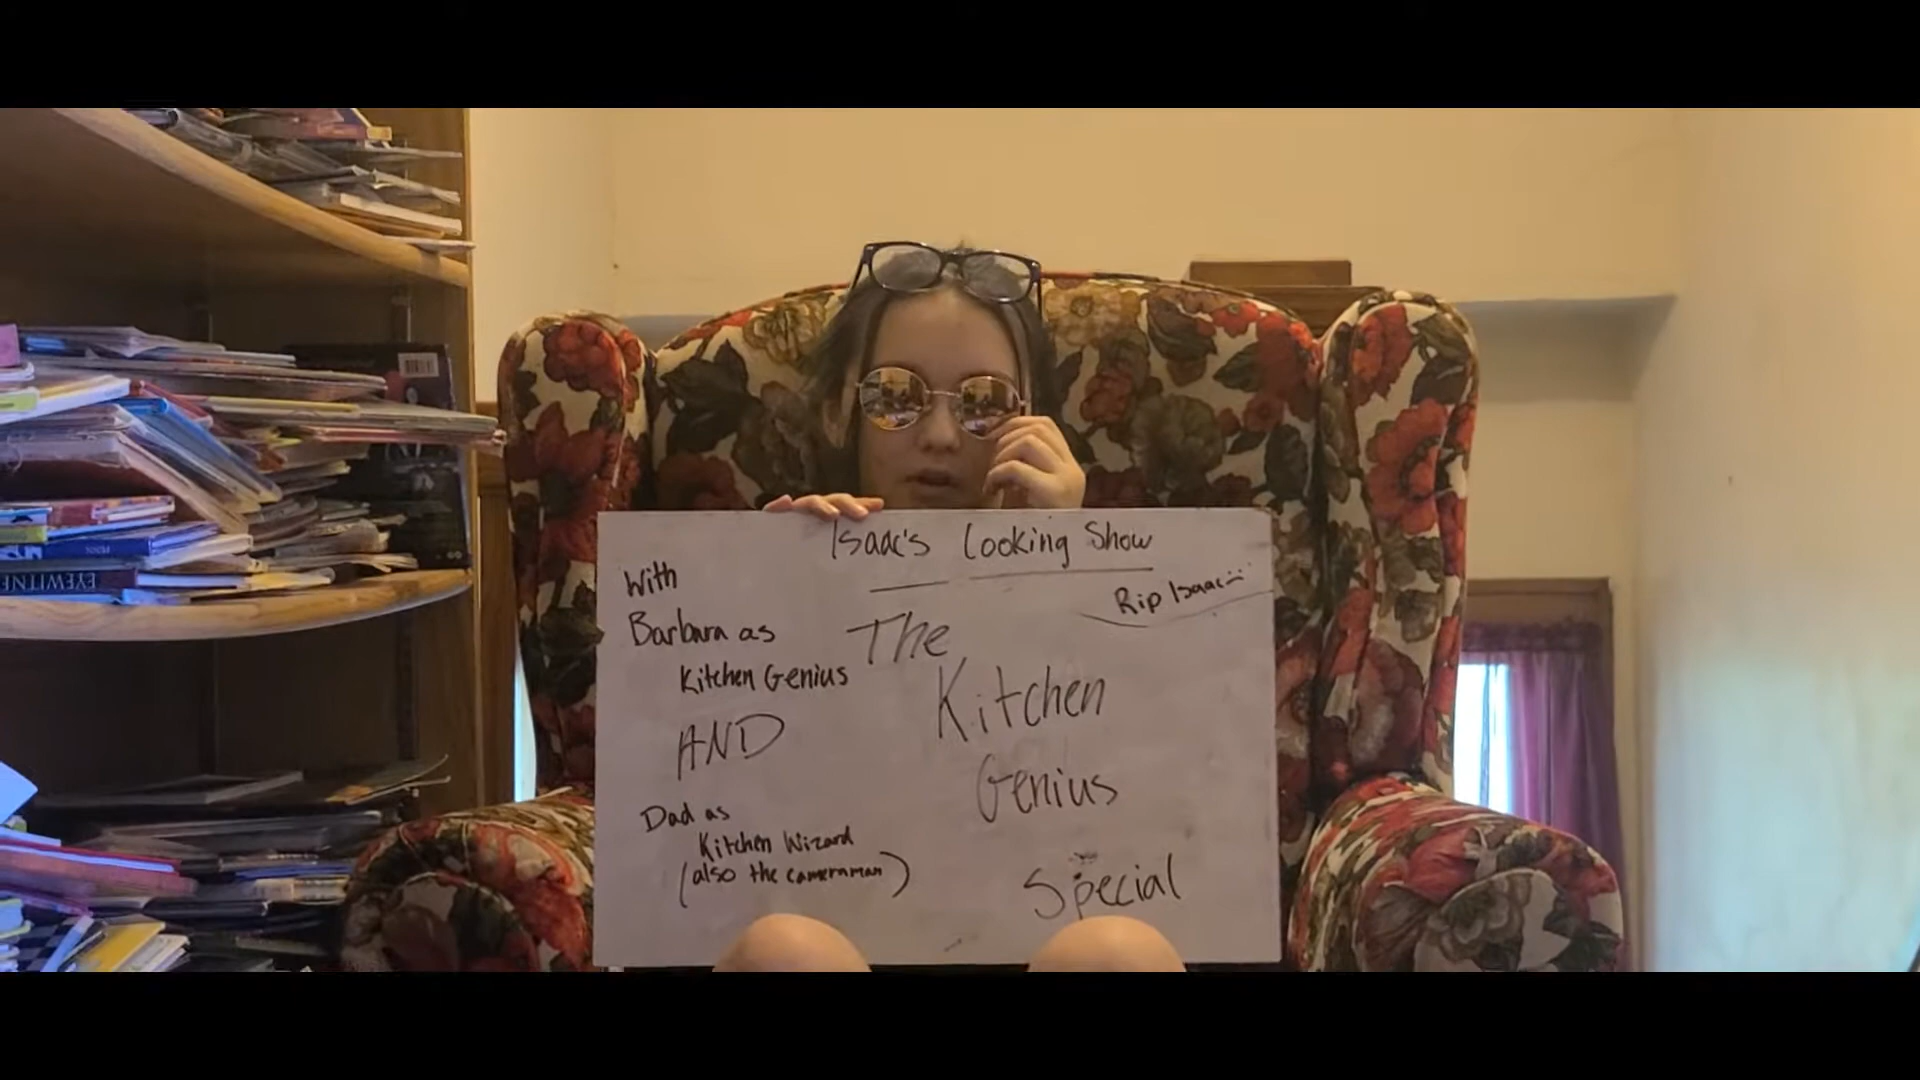 Isaac's Cooking Show
Rip Isaac :(
With
Barbara as
Kitchen Genius
AND
Dad as
Kitchen Wizard
(also the cameraman)
The
Kitchen
Genius
Special
EYEWITNE